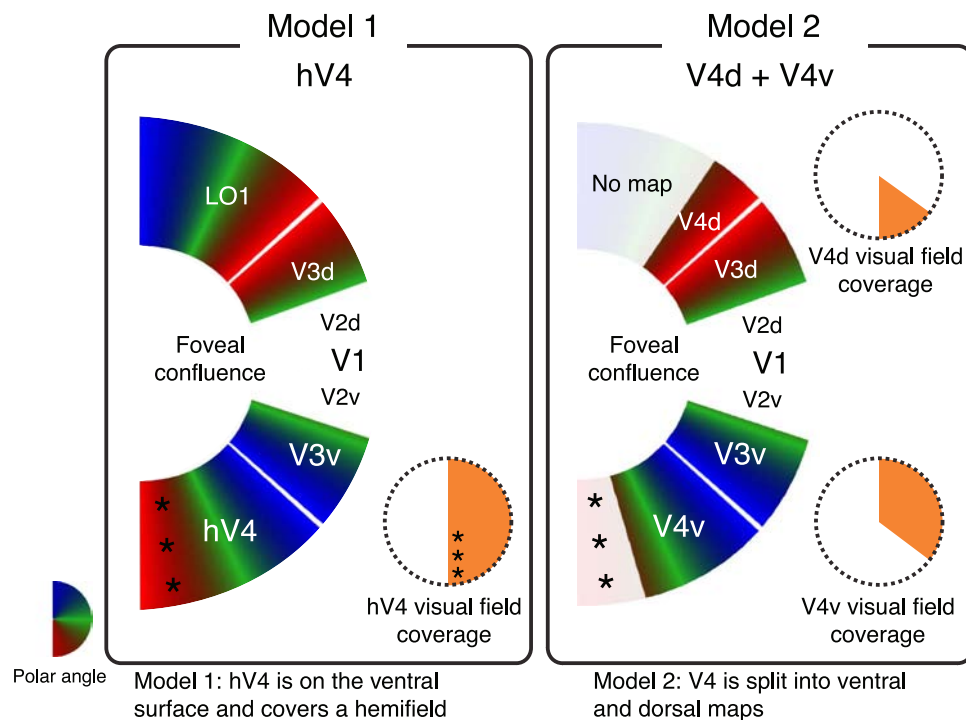 Model 1
hV4
LO1
V3d
V2d
Foveal
confluence
V1
V2v
V3v
hV4
*
*
*
*
*
*
hV4 visual field
coverage
Polar angle
Model 1: hV4 is on the ventral
surface and covers a hemifield
Model 2
V4d + V4v
No map
V4d
V3d
V4d visual field
coverage
V2d
Foveal
confluence
V1
V2v
V3v
V4v
*
*
*
V4v visual field
coverage
Model 2: V4 is split into ventral
and dorsal maps